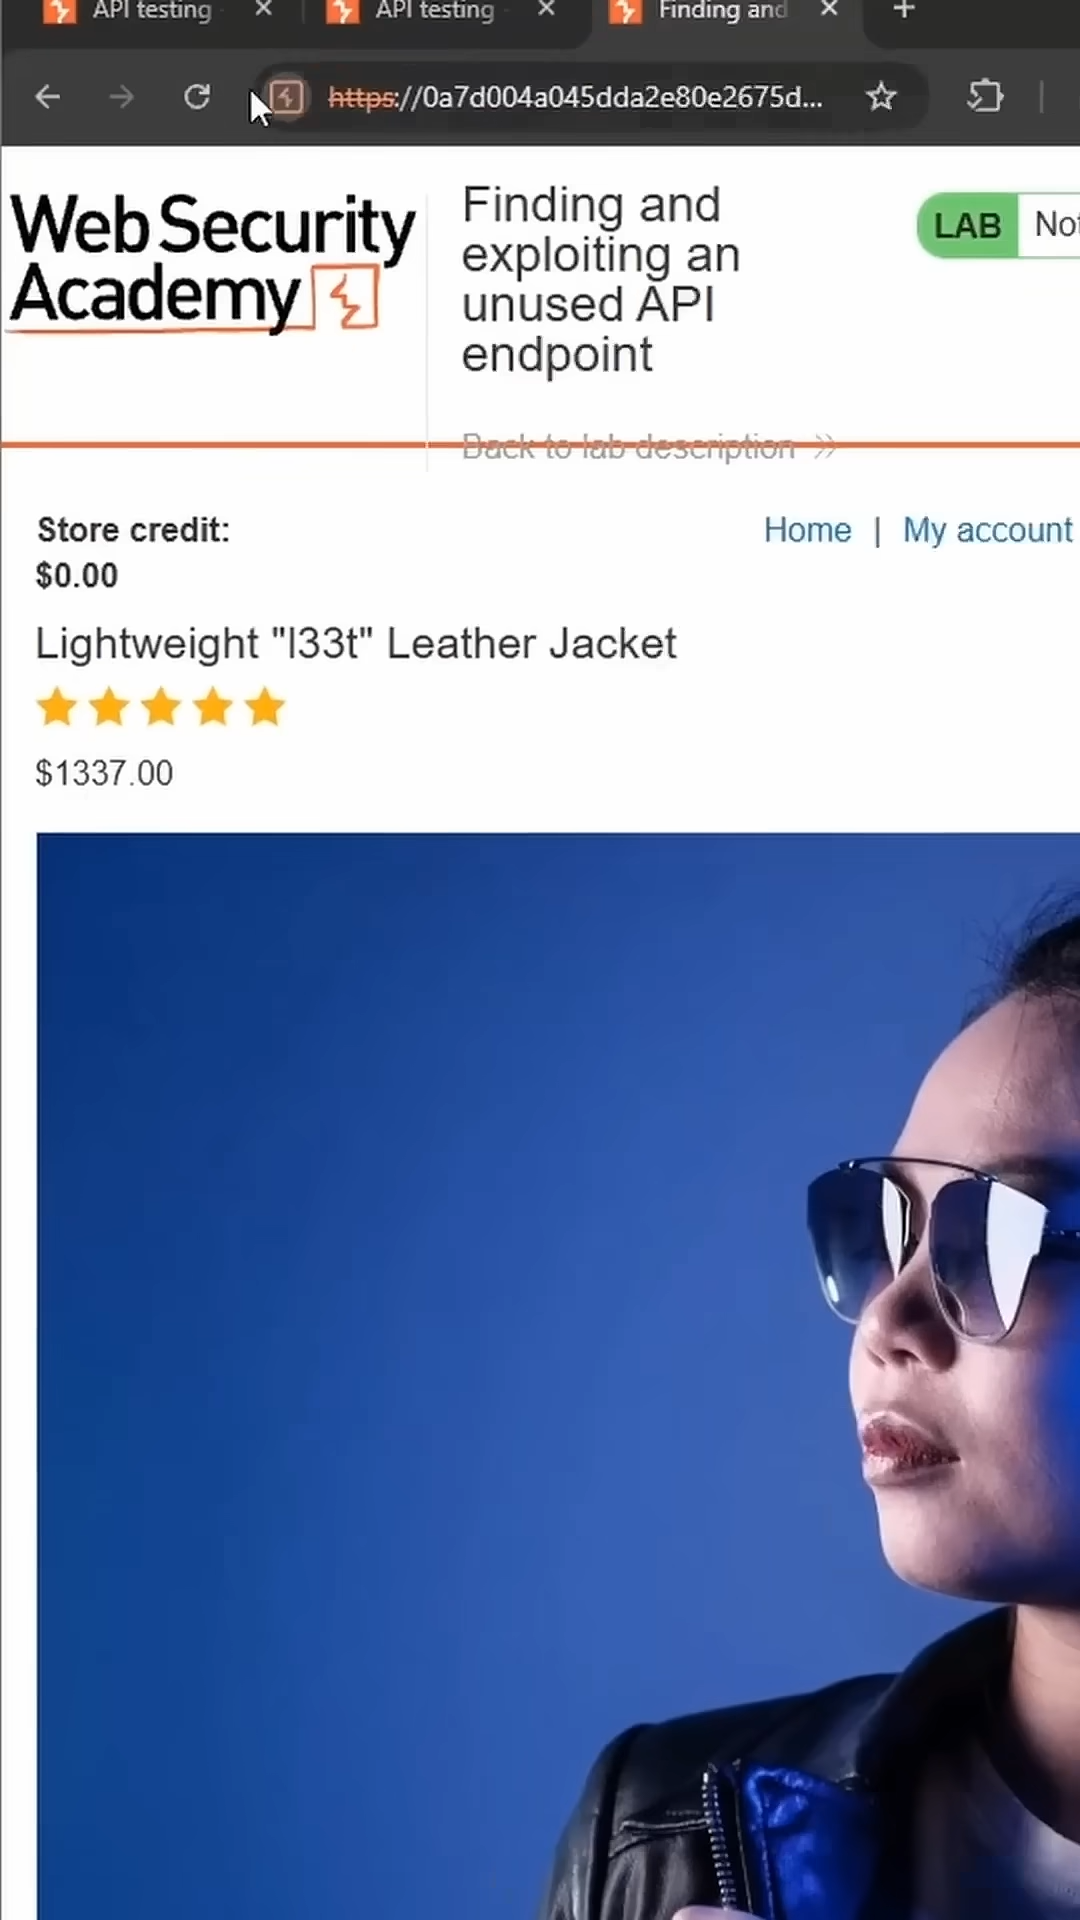 API testing
API testing
Finding and
https://0a7d004a045dda2e80e2675d...
Web Security
Academy
Finding and
exploiting an
unused API
endpoint
LAB
Not
Back to lab description
Store credit:
$0.00
Home | My account
Lightweight "l33t" Leather Jacket
$1337.00